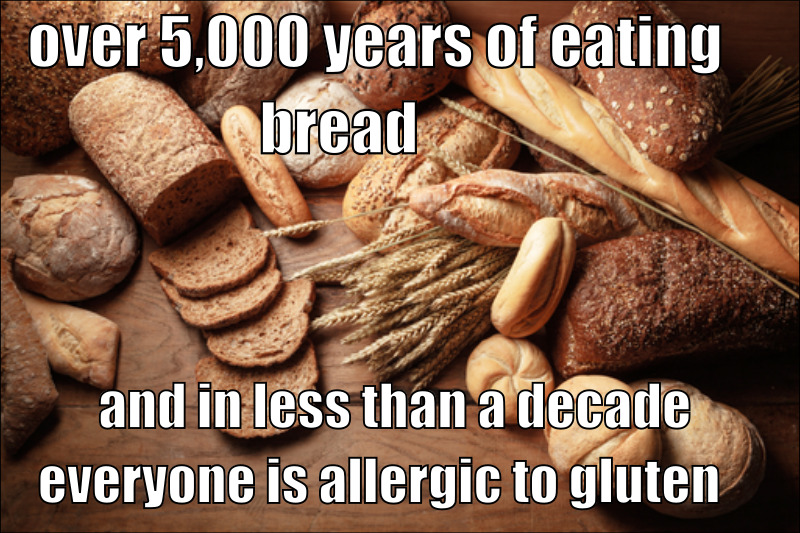 over 5,000 years of eating
bread
and in less than a decade
everyone is allergic to gluten